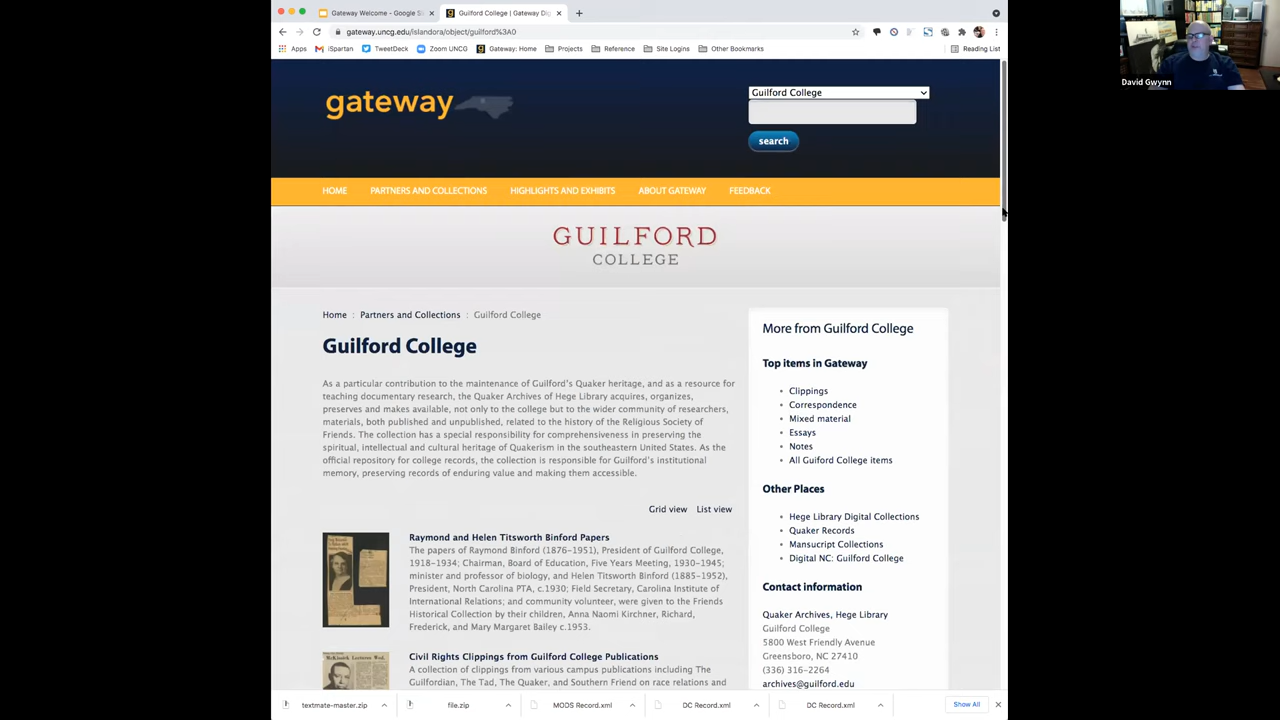 Gateway Welcome - Google Sl
Guilford College | Gateway Dig
gateway.uncg.edu/islandora/object/guilford%3A0
Apps
iSpartan
TweetDeck
Zoom UNCG
Gateway: Home
Projects
Reference
Site Logins
Other Bookmarks
Reading List
David Gwynn
gateway
Guilford College
search
HOME
PARTNERS AND COLLECTIONS
HIGHLIGHTS AND EXHIBITS
ABOUT GATEWAY
FEEDBACK
GUILFORD
COLLEGE
Home : Partners and Collections : Guilford College
Guilford College
As a particular contribution to the maintenance of Guilford's Quaker heritage, and as a resource for
teaching documentary research, the Quaker Archives of Hege Library acquires, organizes,
preserves and makes available, not only to the college but to the wider community of researchers,
materials, both published and unpublished, related to the history of the Religious Society of
Friends. The collection has a special responsibility for comprehensiveness in preserving the
spiritual, intellectual and cultural heritage of Quakerism in the southeastern United States. As the
official repository for college records, the collection is responsible for Guilford's institutional
memory, preserving records of enduring value and making them accessible.
Grid view List view
Raymond and Helen Titsworth Binford Papers
The papers of Raymond Binford (1876-1951), President of Guilford College,
1918-1934; Chairman, Board of Education, Five Years Meeting, 1930-1945;
minister and professor of biology, and Helen Titsworth Binford (1885-1952),
President, North Carolina PTA, c.1930; Field Secretary, Carolina Institute of
International Relations; and community volunteer, were given to the Friends
Historical Collection by their children, Anna Naomi Kirchner, Richard,
Frederick, and Mary Margaret Bailey c.1953.
Civil Rights Clippings from Guilford College Publications
A collection of clippings from various campus publications including The
Guilfordian, The Tad, The Quaker, and Southern Friend on race relations and
More from Guilford College
Top items in Gateway
Clippings
Correspondence
Mixed material
Essays
Notes
All Guiford College items
Other Places
Hege Library Digital Collections
Quaker Records
Mansucript Collections
Digital NC: Guilford College
Contact information
Quaker Archives, Hege Library
Guilford College
5800 West Friendly Avenue
Greensboro, NC 27410
(336) 316-2264
archives@guilford.edu
textmate-master.zip
file.zip
MODS Record.xml
DC Record.xml
DC Record.xml
Show All